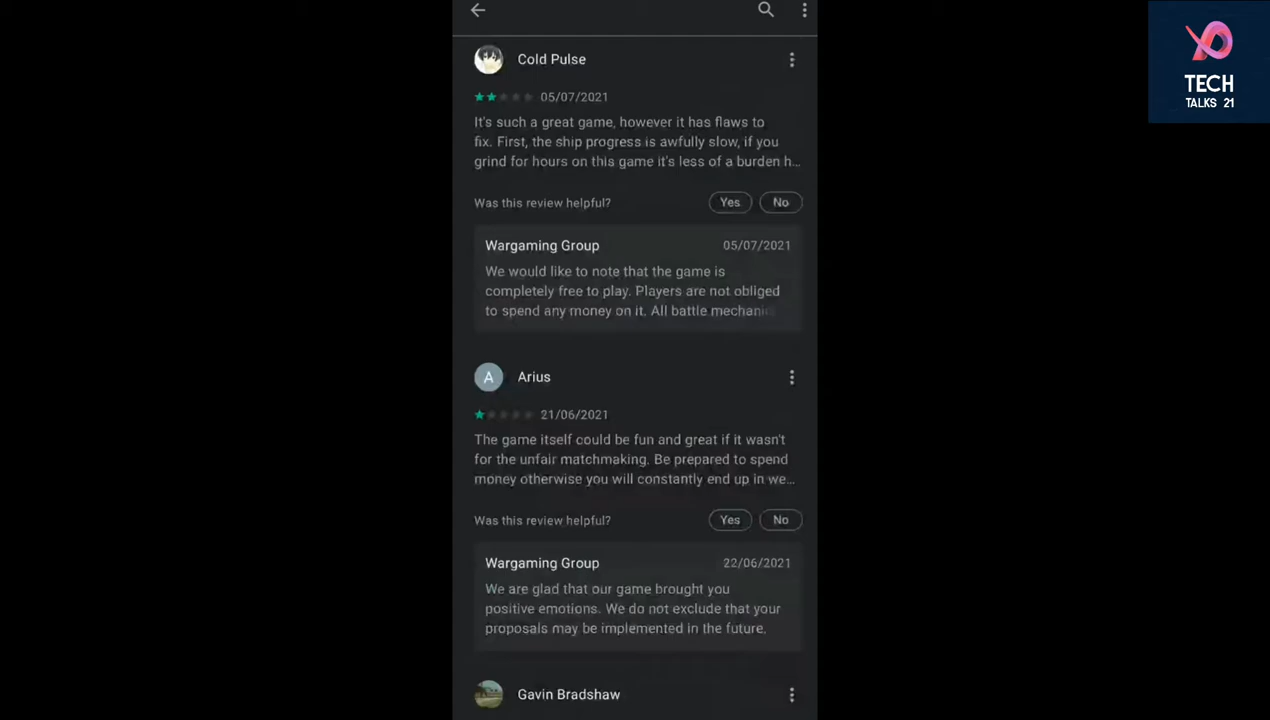 TECH
TALKS 21
Cold Pulse
05/07/2021
It's such a great game, however it has flaws to
fix. First, the ship progress is awfully slow, if you
grind for hours on this game it's less of a burden h...
Was this review helpful?
Yes
No
Wargaming Group
05/07/2021
We would like to note that the game is
completely free to play. Players are not obliged
to spend any money on it. All battle mechanic
A
Arius
21/06/2021
The game itself could be fun and great if it wasn't
for the unfair matchmaking. Be prepared to spend
money otherwise you will constantly end up in we...
Was this review helpful?
Yes
No
Wargaming Group
22/06/2021
We are glad that our game brought you
positive emotions. We do not exclude that your
proposals may be implemented in the future.
Gavin Bradshaw